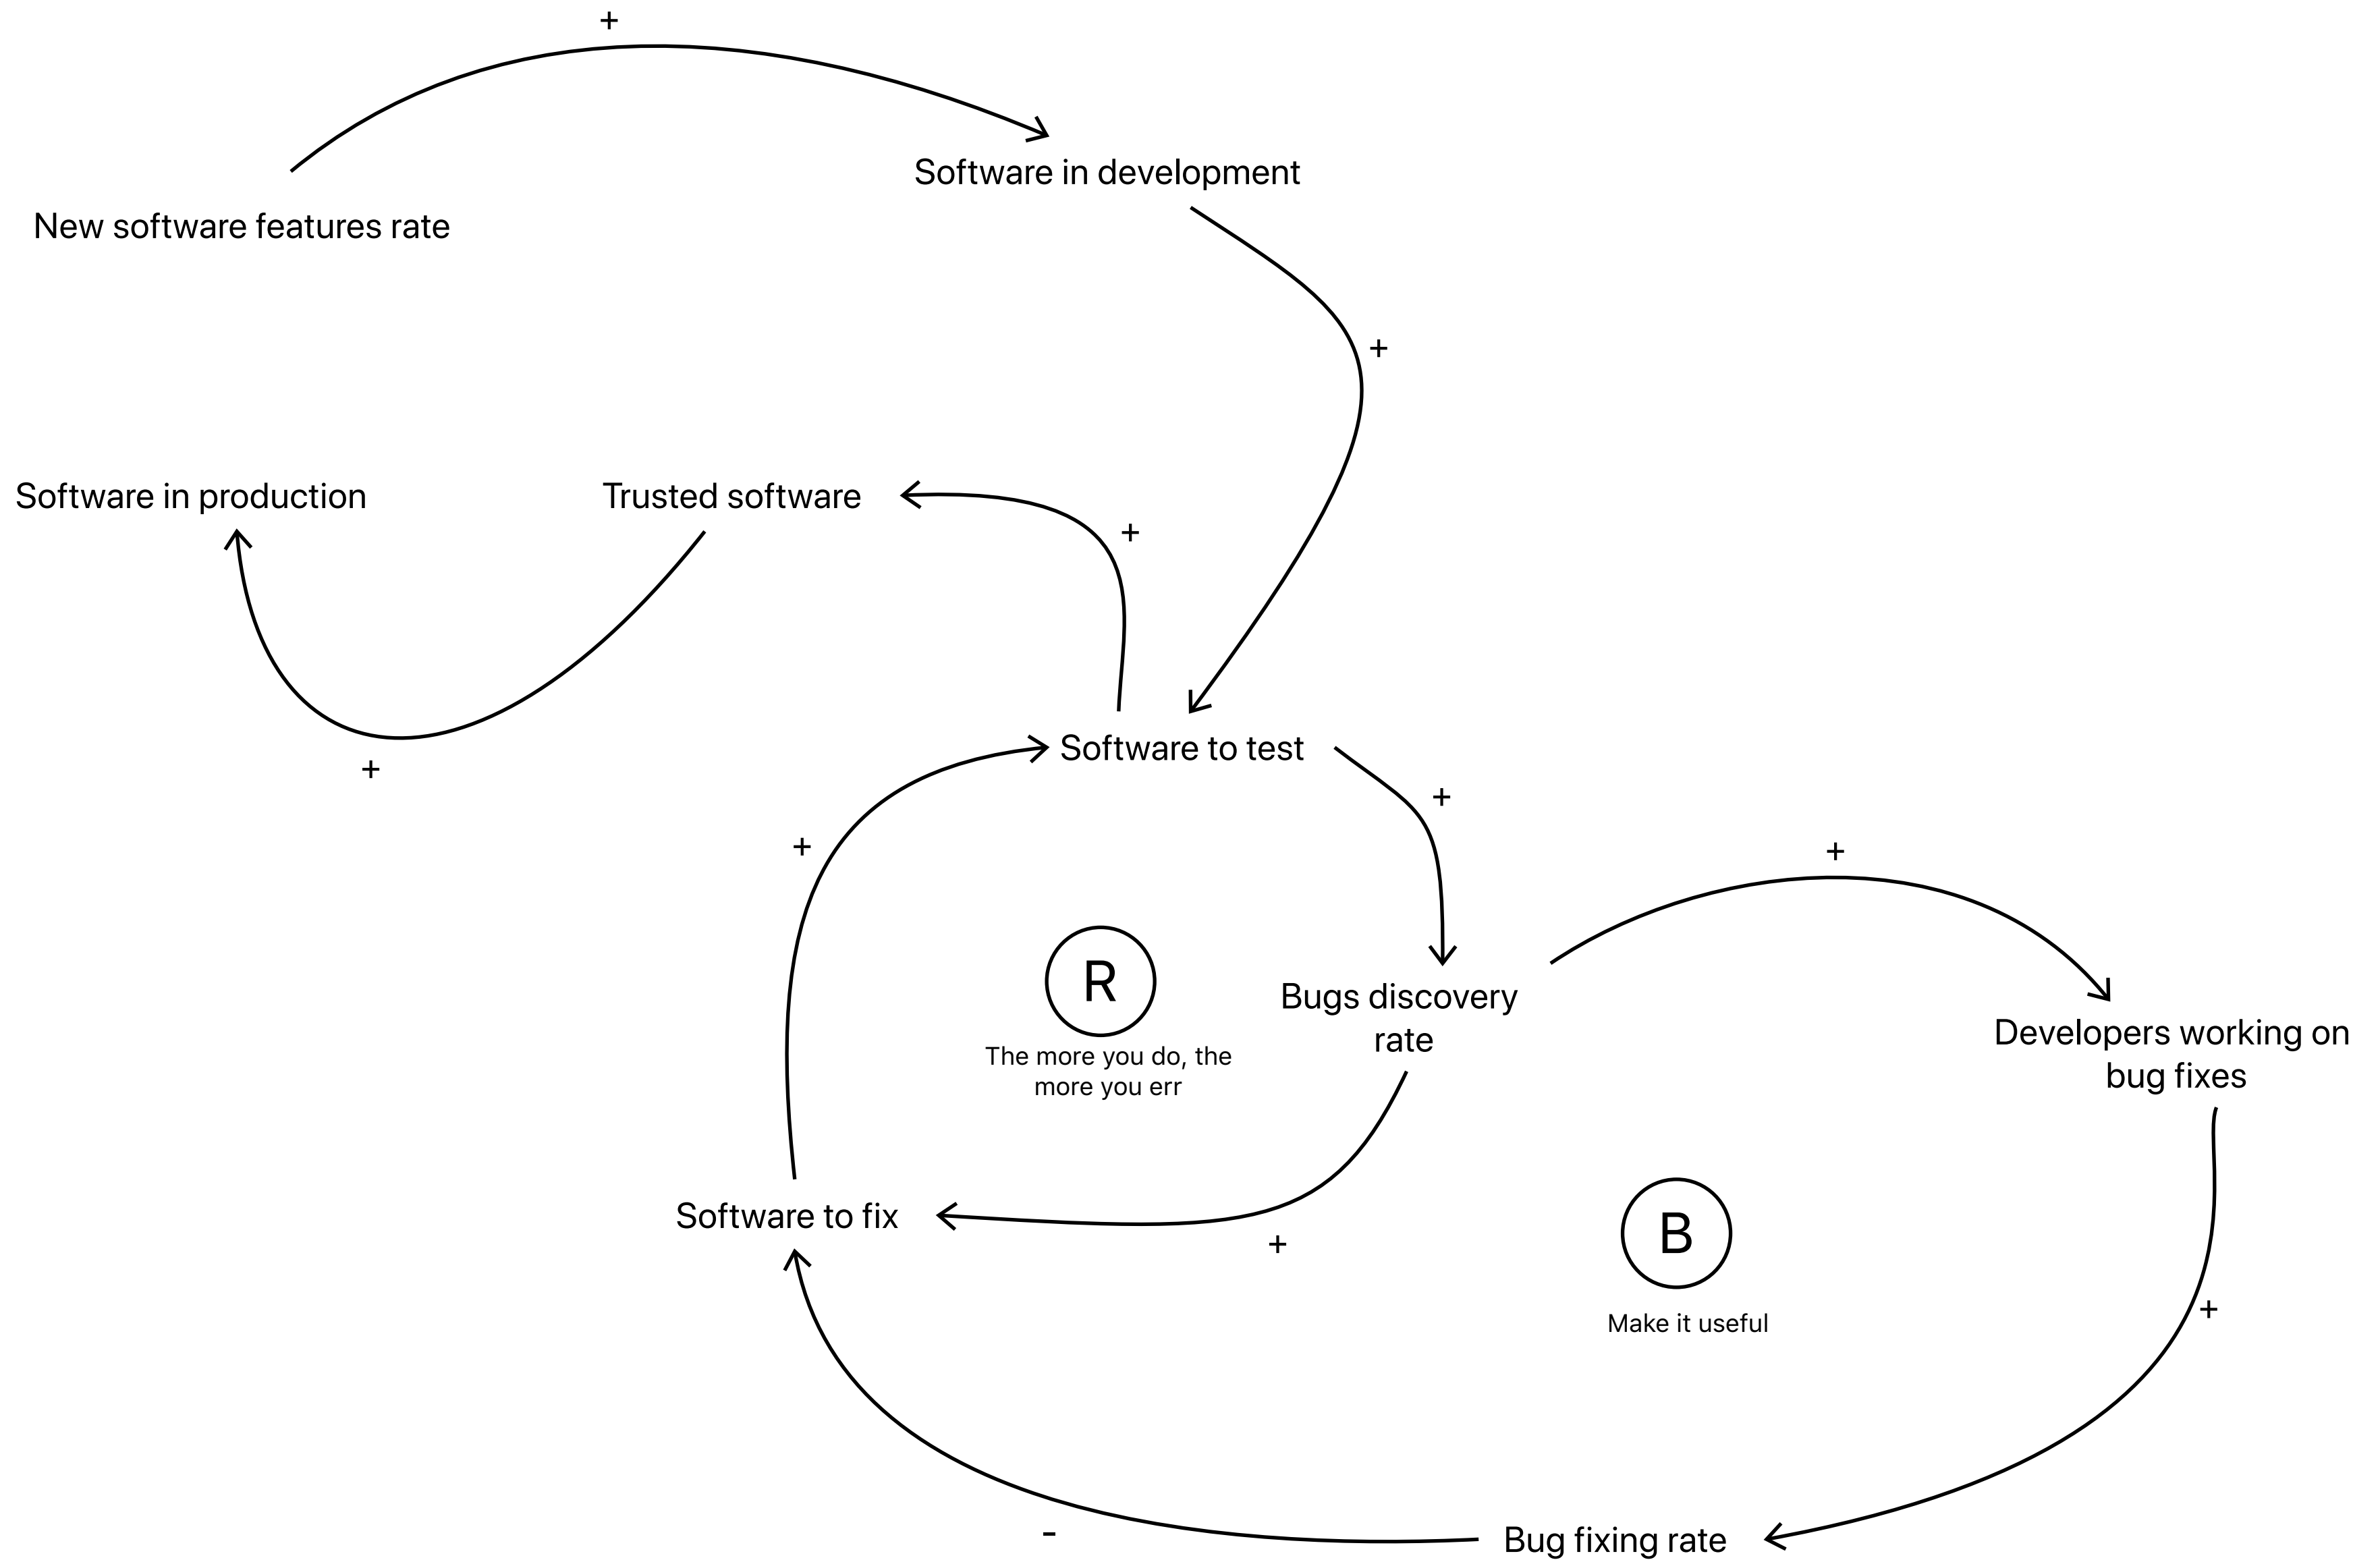 +
Software in development
New software features rate
+
Software in production
Trusted software
+
+
Software to test
+
+
+
R
The more you do, the
more you err
Bugs discovery
rate
Developers working on
bug fixes
Software to fix
+
B
Make it useful
+
-
Bug fixing rate